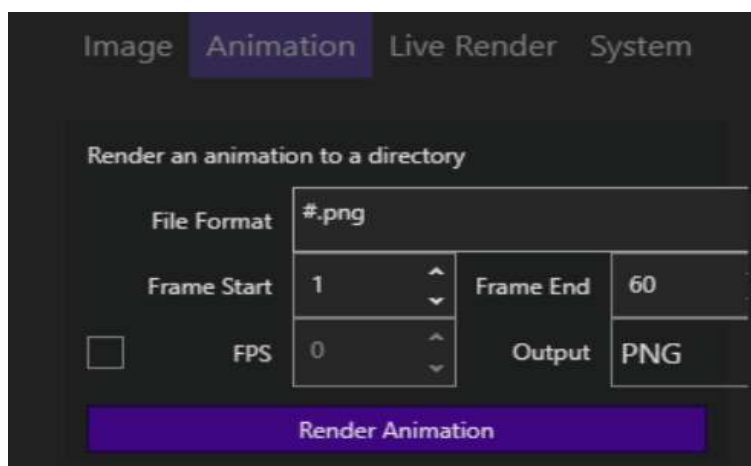 Image Animation Live Render System
Render an animation to a directory
File Format #.png
Frame Start 1 Frame End 60
FPS 0 Output PNG
Render Animation